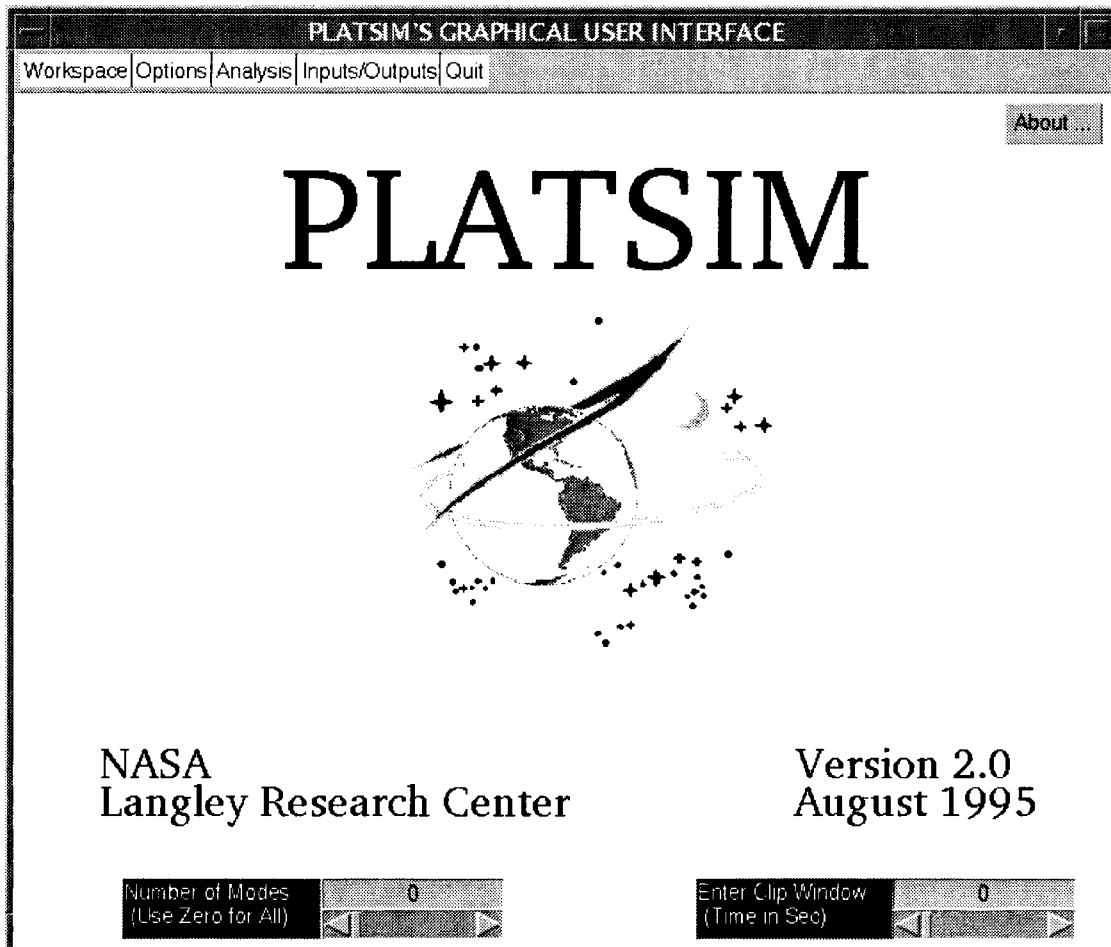 PLATSIM'S GRAPHICAL USER INTERFACE
Workspace Options Analysis Inputs/Outputs Quit
About ...
PLATSIM
NASA
Langley Research Center
Version 2.0
August 1995
Number of Modes
(Use Zero for All)
0
Enter Clip Window
(Time in Sec)
0